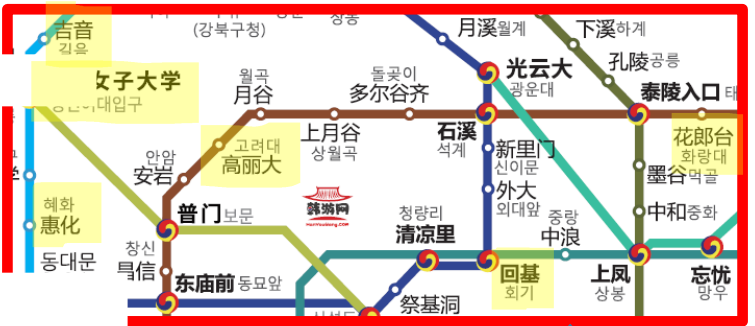 吉音
길음
(강북구청)
창동
月溪월계
下溪하계
孔陵공릉
女子大学
월곡
月谷
돌곶이
多尔谷齐
光云大
광운대
泰陵入口 태
上月谷
상월곡
石溪
석계
고려대
高丽大
안암
安岩
新里门
신이문
花郎台
화랑대
墨谷먹골
혜화
惠化
普门보문
韩游网
외대앞
外大
청량리
清凉里
중랑
中浪
中和중화
동대문
창신
昌信
东庙前동묘앞
祭基洞
回基
회기
上凤
상봉
忘忧
망우